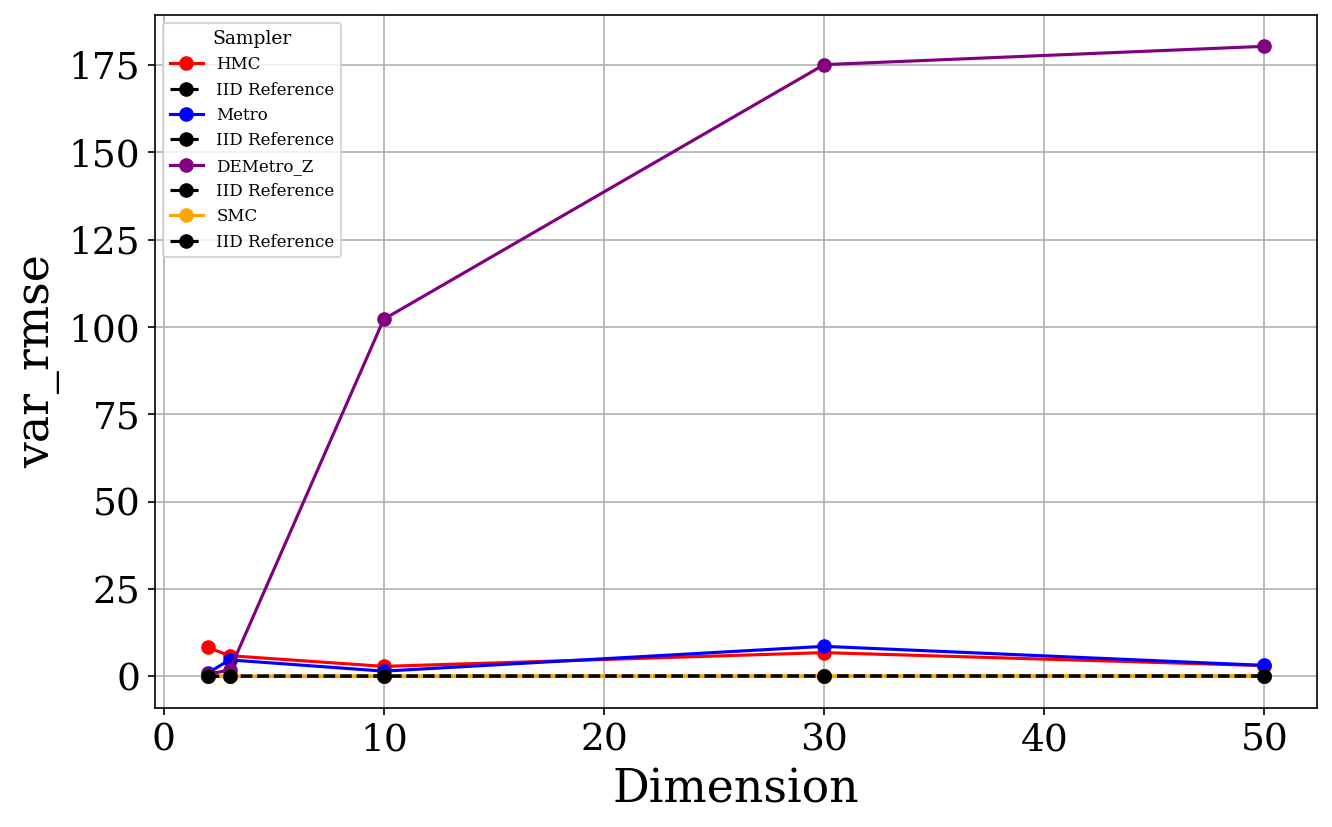 Sampler
HMC
IID Reference
Metro
IID Reference
DEMetro_Z
IID Reference
SMC
IID Reference
175
150
125
100
75
50
25
0
var_rmse
0 10 20 30 40 50
Dimension